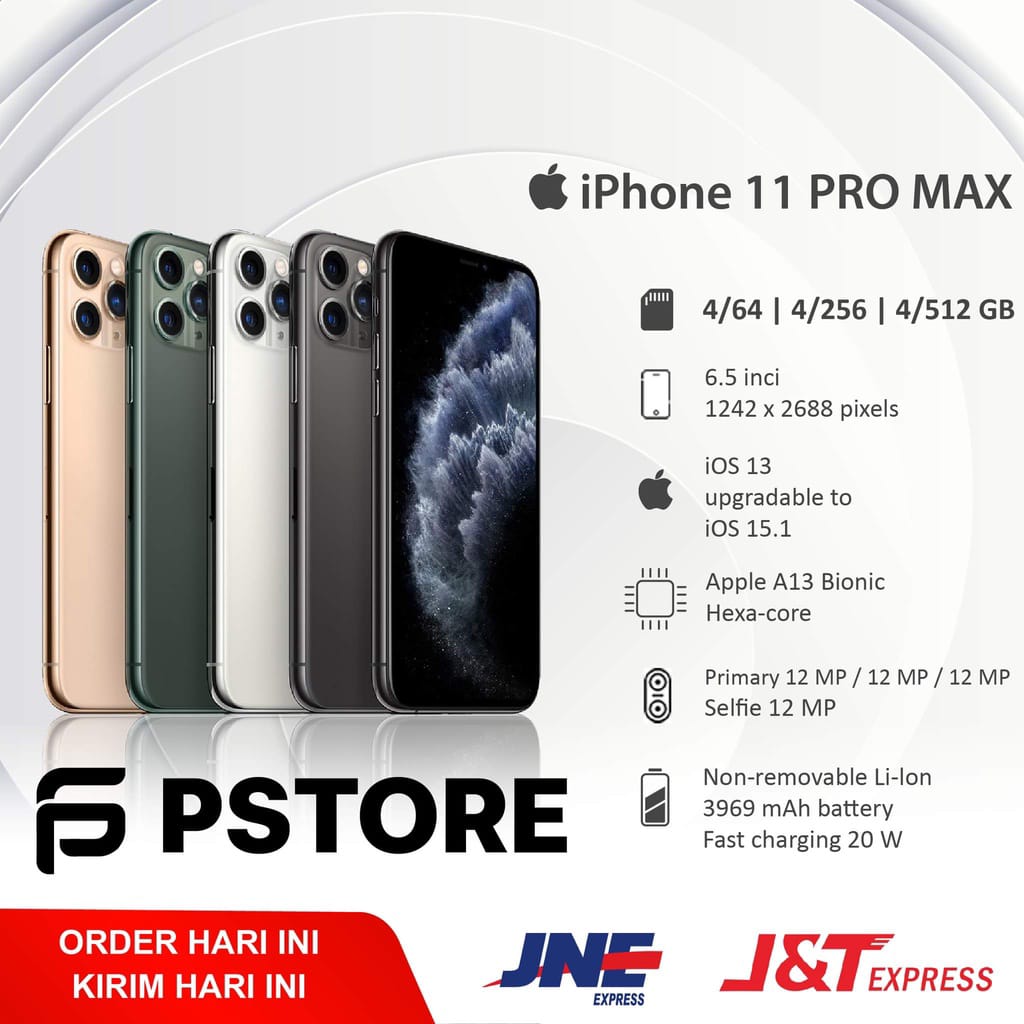 iPhone 11 PRO MAX
4/64 | 4/256 | 4/512 GB
6.5 inci
1242 x 2688 pixels
iOS 13
upgradable to
iOS 15.1
Apple A13 Bionic
Hexa-core
Primary 12 MP / 12 MP / 12 MP
Selfie 12 MP
Non-removable Li-Ion
3969 mAh battery
Fast charging 20 W
PSTORE
ORDER HARI INI
KIRIM HARI INI
JNE
EXPRESS
J&T EXPRESS